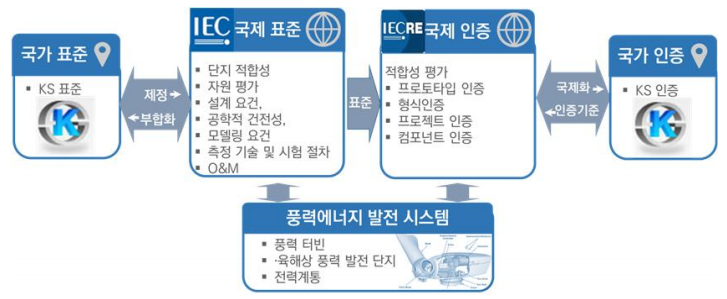 국가 표준
KS 표준
제정
부합화
IEC 국제 표준
단지 적합성
자원 평가
설계 요건,
공학적 건전성,
모델링 요건
측정 기술 및 시험 절차
O&M
표준
IECRE 국제 인증
적합성 평가
프로토타입 인증
형식인증
프로젝트 인증
컴포넌트 인증
국제화
인증기준
국가 인증
KS 인증
풍력에너지 발전 시스템
풍력 터빈
·육해상 풍력 발전 단지
전력계통